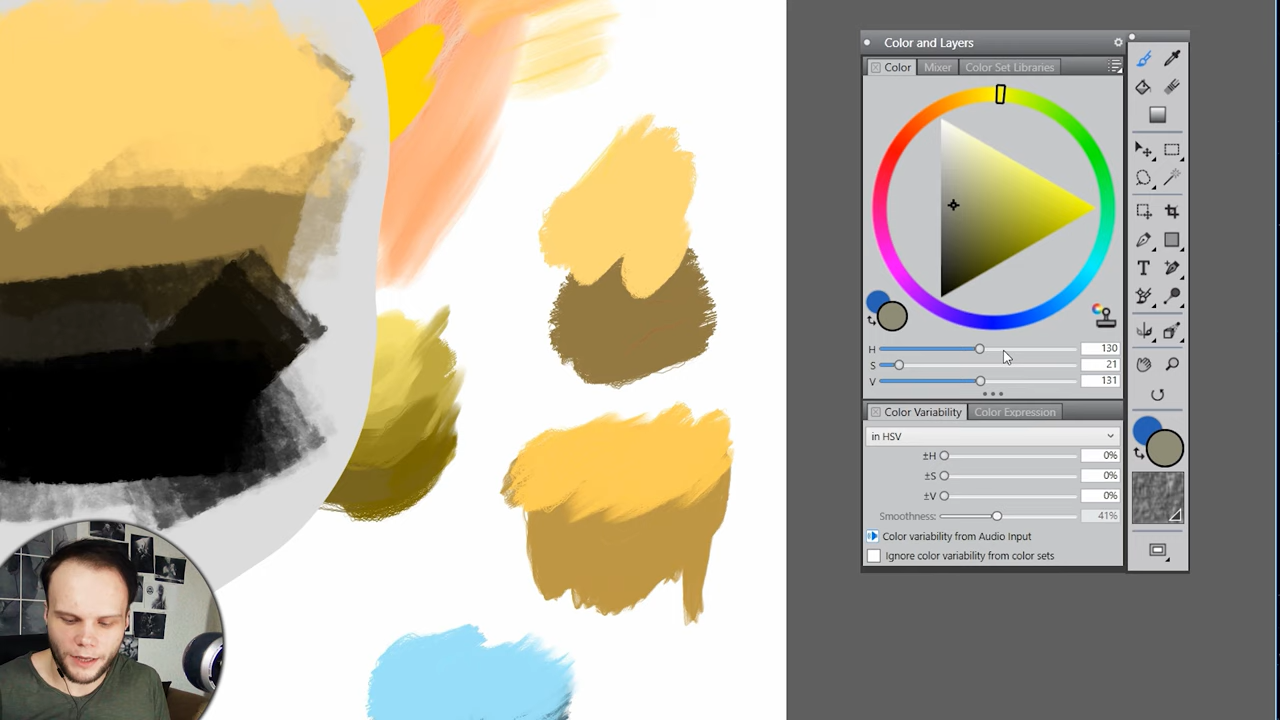 Color and Layers
Color Mixer Color Set Libraries
H 130
S 21
V 131
Color Variability Color Expression
in HSV
±H 0%
±S 0%
±V 0%
Smoothness: 41%
Color variability from Audio Input
Ignore color variability from color sets
T